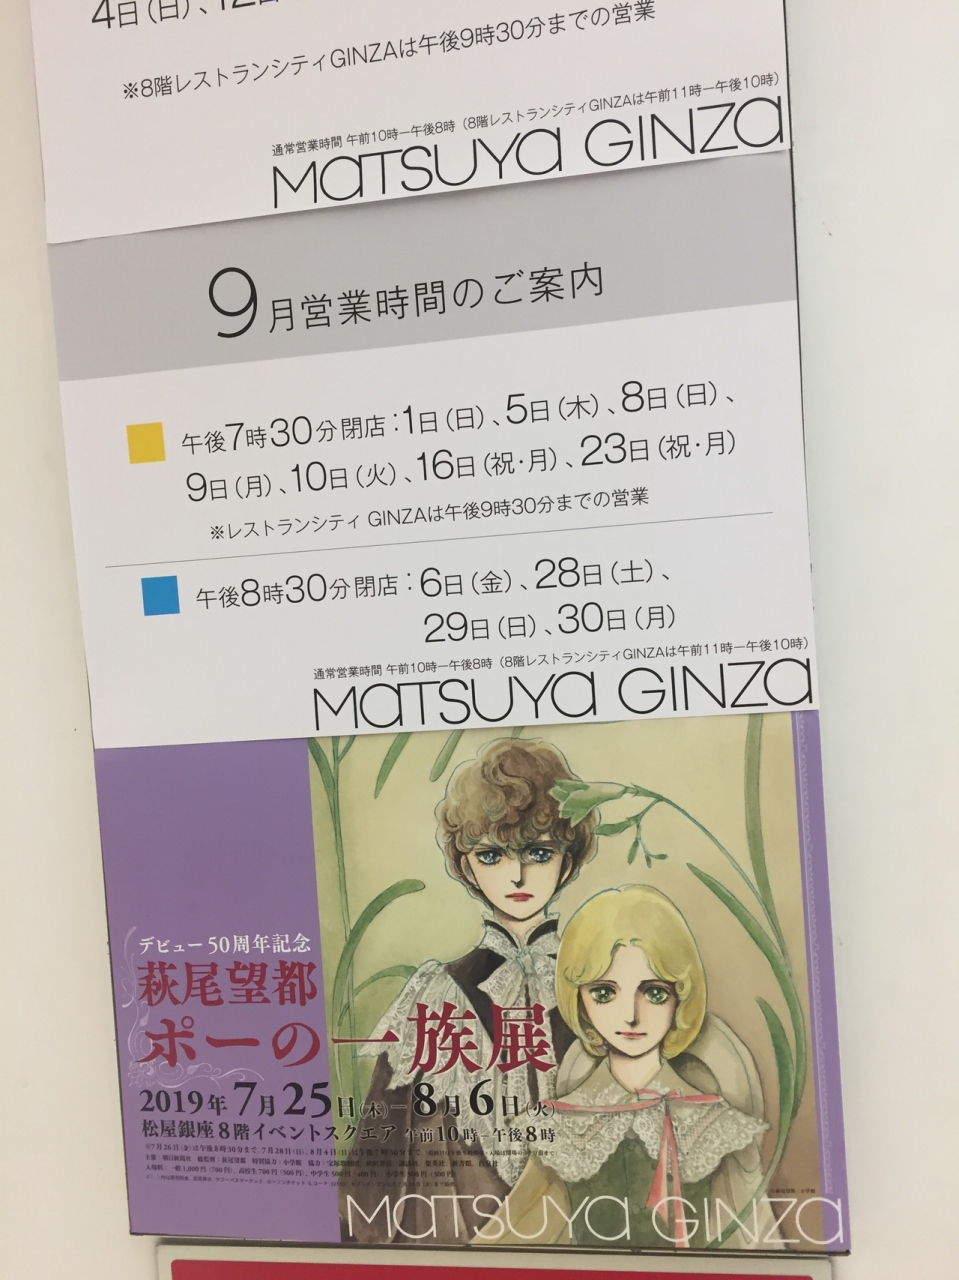 4日（日）、12日
※8階レストランシティGINZAは午後9時30分までの営業
通常営業時間 午前10時ー午後8時（8階レストランシティGINZAは午前11時ー午後10時）
MATSUYA GINZA
9月営業時間のご案内
午後7時30分閉店：1日（日）、5日（木）、8日（日）、
9日（月）、10日（火）、16日（祝・月）、23日（祝・月）
※レストランシティ GINZAは午後9時30分までの営業
午後8時30分閉店：6日（金）、28日（土）、
29日（日）、30日（月）
通常営業時間 午前10時ー午後8時（8階レストランシティGINZAは午前11時ー午後10時）
MATSUYA GINZA
デビュー50周年記念
萩尾望都
ポーの一族展
2019年7月25日（木）－8月6日（火）
松屋銀座8階イベントスクエア 午前10時－午後8時
MATSUYA GINZA